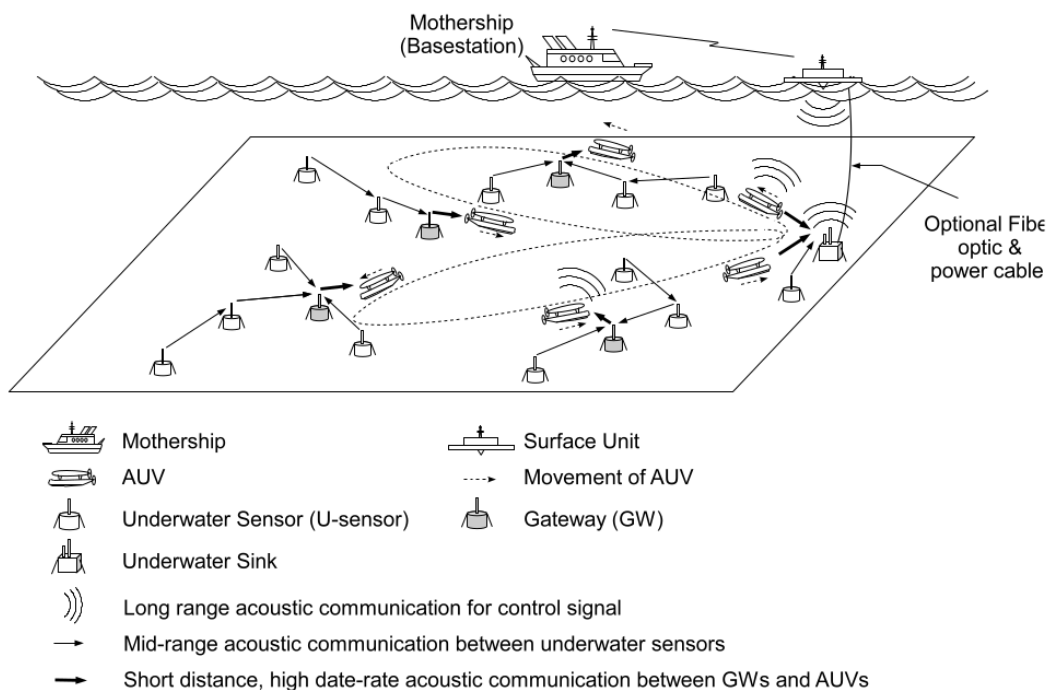 Mothership
(Basestation)
Optional Fibe
optic &
power cable
Mothership
Surface Unit
AUV
Movement of AUV
Underwater Sensor (U-sensor)
Gateway (GW)
Underwater Sink
Long range acoustic communication for control signal
Mid-range acoustic communication between underwater sensors
Short distance, high date-rate acoustic communication between GWs and AUVs